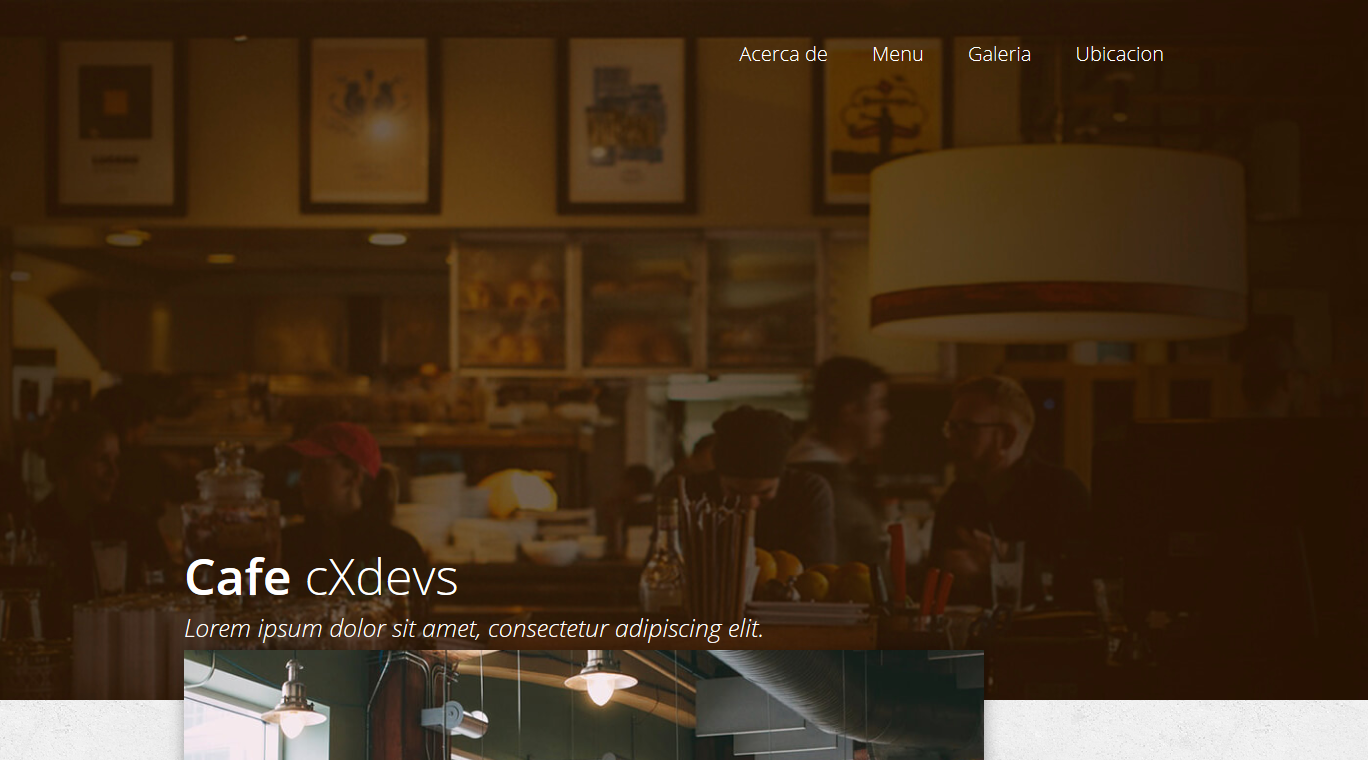 Acerca de Menu Galeria Ubicacion
Cafe cXdevs
Lorem ipsum dolor sit amet, consectetur adipiscing elit.